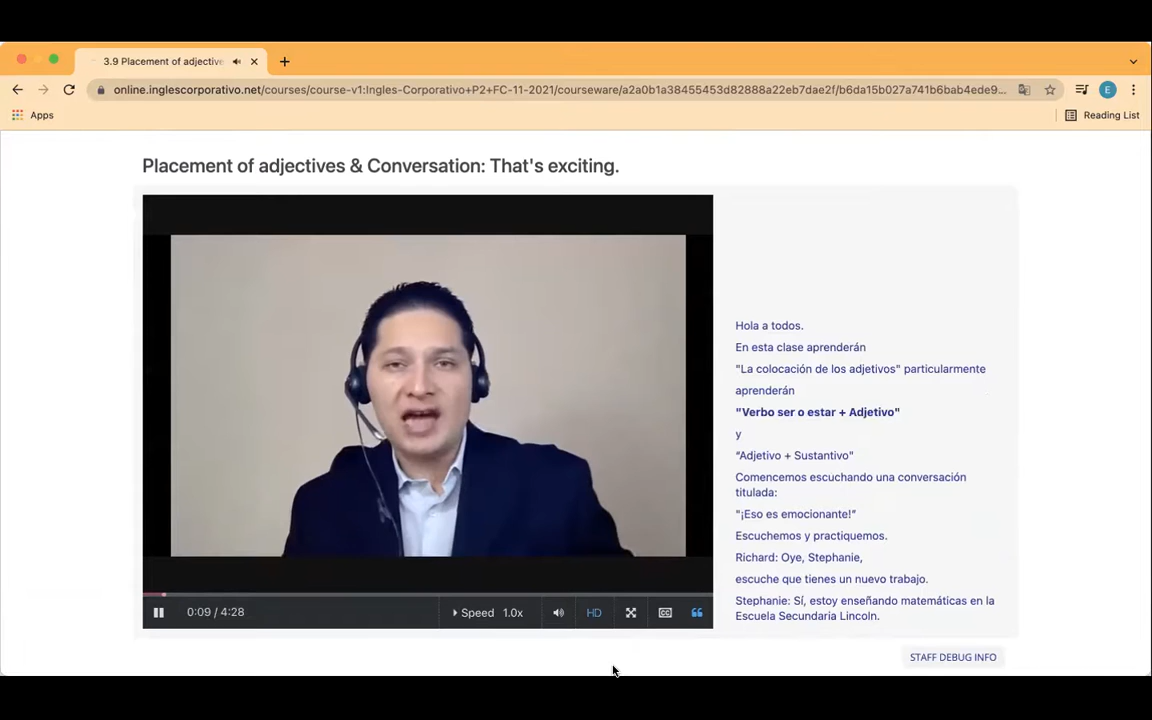 3.9 Placement of adjective
online.inglescorporativo.net/courses/course-v1:Ingles-Corporativo+P2+FC-11-2021/courseware/a2a0b1a38455453d82888a22eb7dae2f/b6da15b027a741b6bab4ede9...
E
Apps
Reading List
Placement of adjectives & Conversation: That's exciting.
Hola a todos.
En esta clase aprenderán
"La colocación de los adjetivos" particularmente
aprenderán
"Verbo ser o estar + Adjetivo"
y
“Adjetivo + Sustantivo"
Comencemos escuchando una conversación
titulada:
"¡Eso es emocionante!”
Escuchemos y practiquemos.
Richard: Oye, Stephanie,
escuche que tienes un nuevo trabajo.
Stephanie: Sí, estoy enseñando matemáticas en la
Escuela Secundaria Lincoln.
0:09 / 4:28
Speed 1.0x
HD
CC
STAFF DEBUG INFO